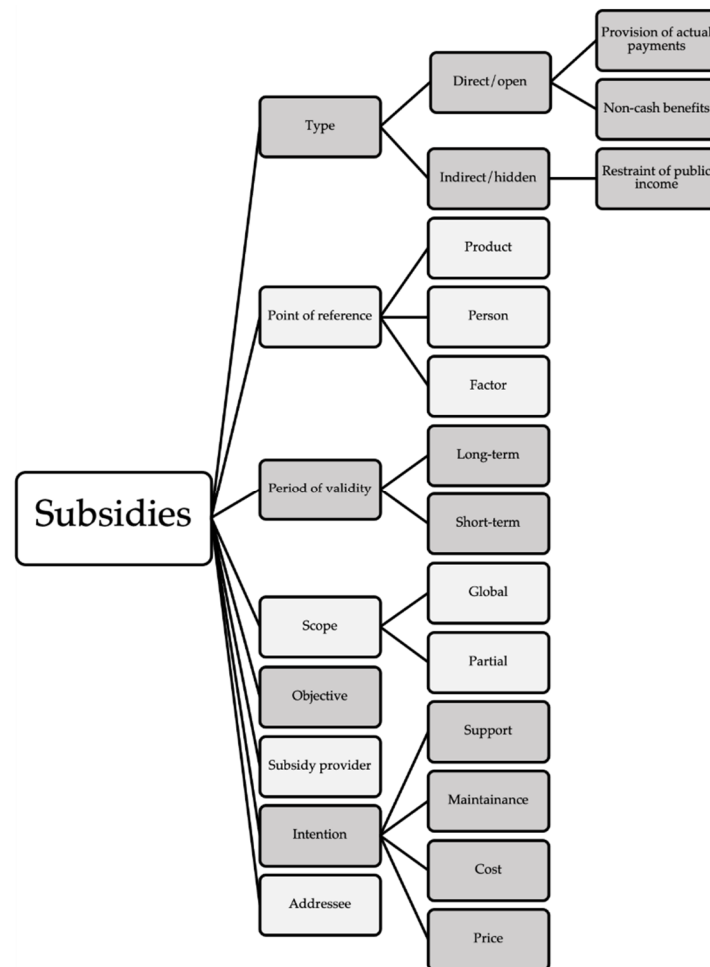 Provision of actual
payments
Direct/open
Type
Non-cash benefits
Indirect/hidden
Restraint of public
income
Product
Point of reference
Person
Factor
Long-term
Period of validity
Short-term
Subsidies
Global
Scope
Partial
Objective
Support
Subsidy provider
Maintainance
Intention
Cost
Addressee
Price